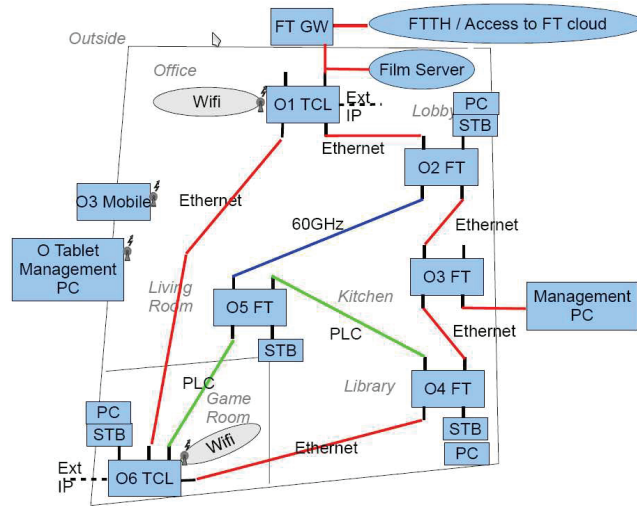 FT GW
FTTH / Access to FT cloud
Outside
Office
Film Server
Wifi
O1 TCL
Ext
IP
Lobby
PC
STB
Ethernet
O2 FT
O3 Mobile
Ethernet
Ethernet
60GHz
O Tablet
Management
PC
Living
Room
O5 FT
Kitchen
O3 FT
Management
PC
PLC
Ethernet
STB
PLC
Game
Room
Library
O4 FT
PC
STB
Wifi
STB
PC
Ethernet
Ext
IP
O6 TCL